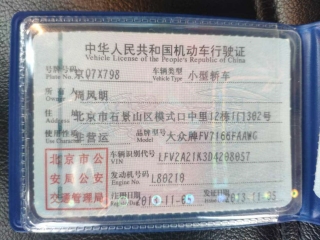 中华人民共和国机动车行驶证
Vehicle License of the People's Republic of China
号牌号码 京Q7X798 车辆类型 小型轿车
Plate No. Vehicle Type
所有人 周凤明
Owner
住址 北京市石景山区模式口中里12栋1门302号
使用性质 非营运 品牌型号 大众牌FV7166FAAWG
Model
车辆识别代号 LFV2A21K3D4208057
VIN
发动机号码 L80210
Engine No.
注册日期 2013-11-05 发证日期 2013-11-05
北京市公
安局公安
交通管理局